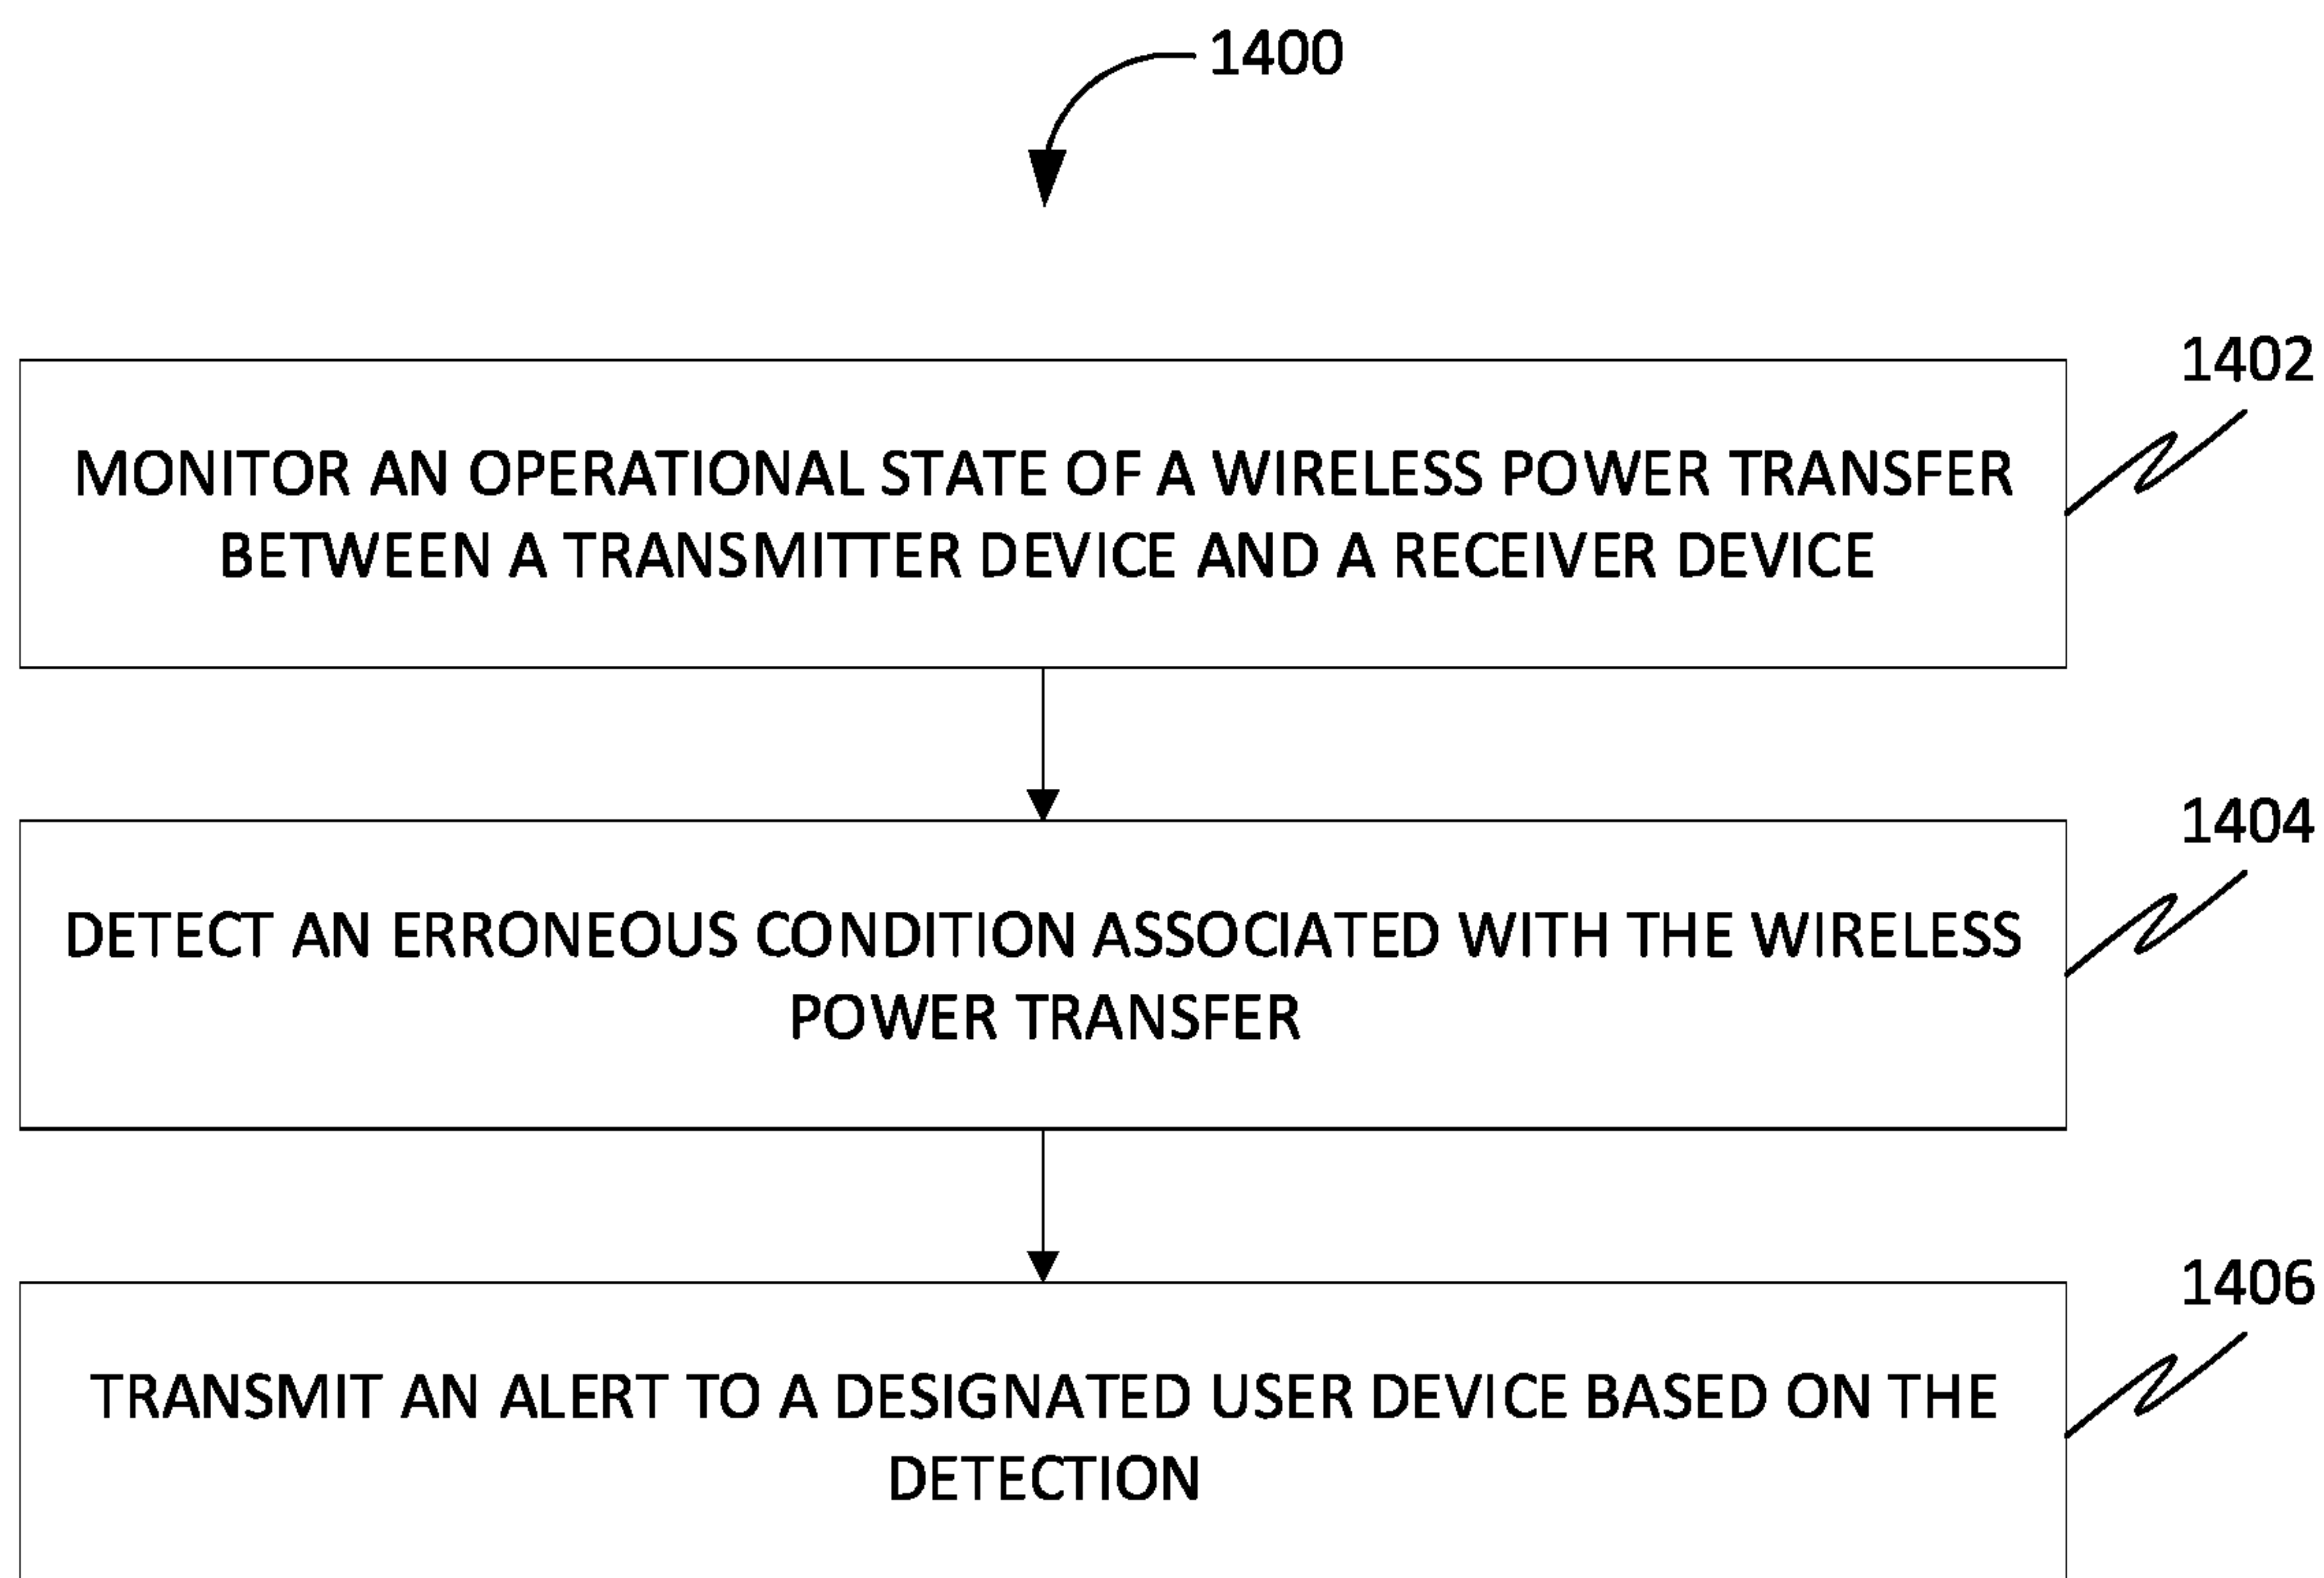 1400
1402
MONITOR AN OPERATIONAL STATE OF A WIRELESS POWER TRANSFER
BETWEEN A TRANSMITTER DEVICE AND A RECEIVER DEVICE
1404
DETECT AN ERRONEOUS CONDITION ASSOCIATED WITH THE WIRELESS
POWER TRANSFER
1406
TRANSMIT AN ALERT TO A DESIGNATED USER DEVICE BASED ON THE
DETECTION